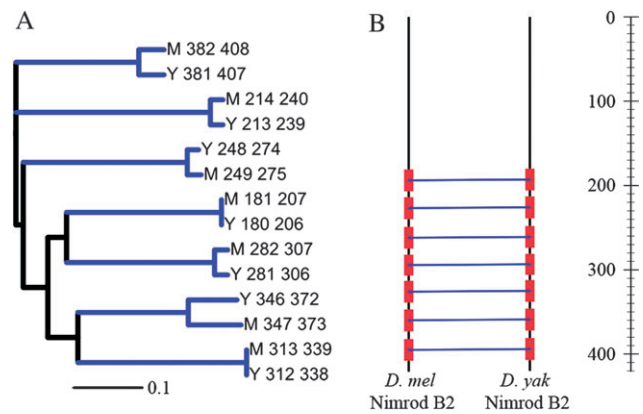 A
B
M 382 408
Y 381 407
M 214 240
Y 213 239
Y 248 274
M 249 275
M 181 207
Y 180 206
M 282 307
Y 281 306
Y 346 372
M 347 373
M 313 339
Y 312 338
0.1
0
100
200
300
400
D. mel
Nimrod B2
D. yak
Nimrod B2